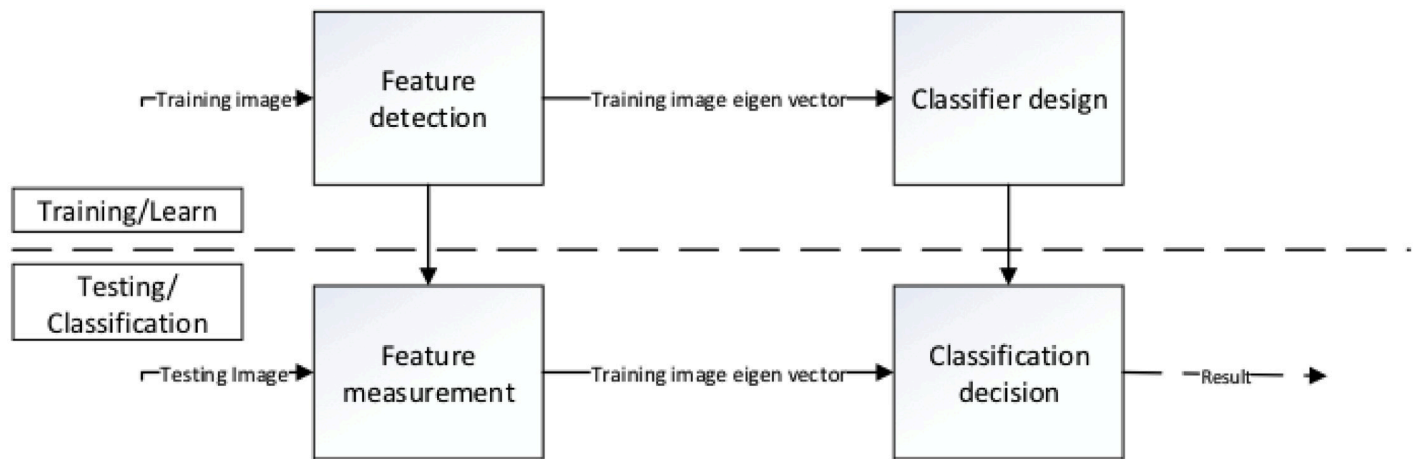 Training image
Feature
detection
Training image eigen vector
Classifier design
Training/Learn
Testing/
Classification
Testing Image
Feature
measurement
Training image eigen vector
Classification
decision
Result